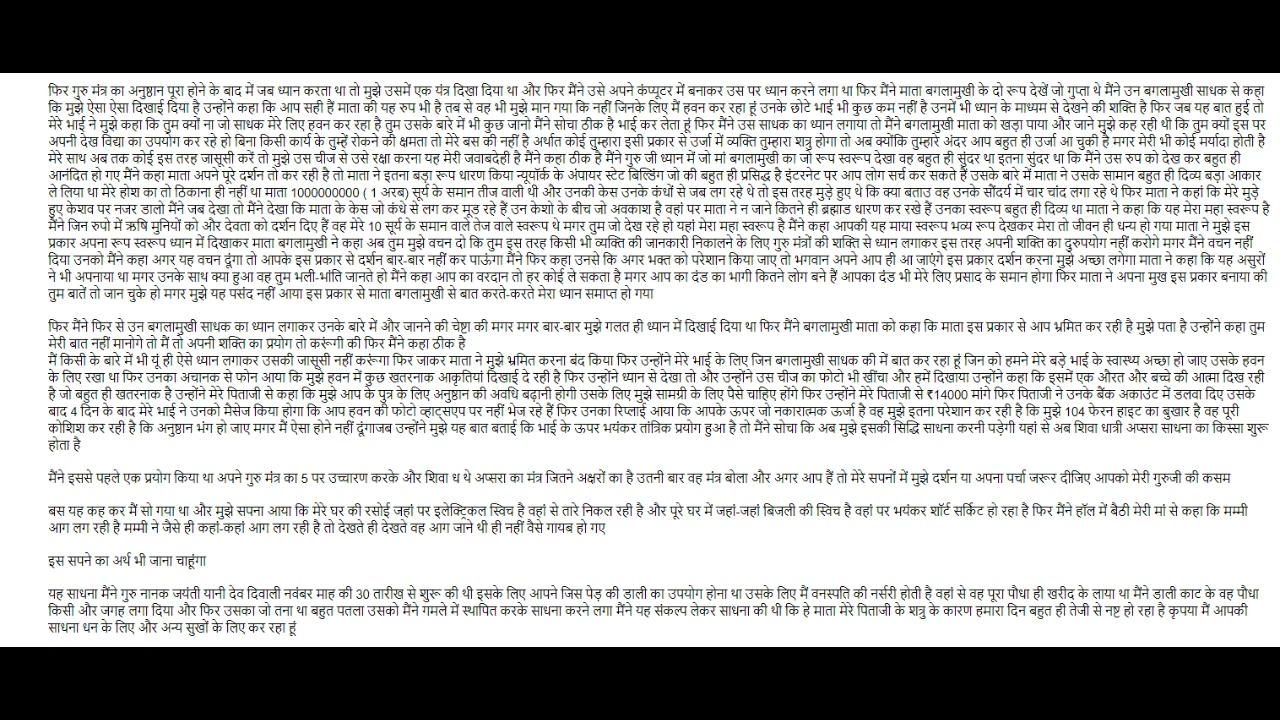 फिर गुरु मंत्र का अनुष्ठान पूरा होने के बाद में जब ध्यान करता था तो मुझे उसमें एक यंत्र दिखा दिया था और फिर मैंने उसे अपने कंप्यूटर में बनाकर उस पर ध्यान करने लगा था फिर मैंने माता बगलामुखी के दो रूप देखें जो गुप्ता थे मैंने उन बगलामुखी साधक से कहा
कि मुझे ऐसा ऐसा दिखाई दिया है उन्होंने कहा कि आप सही हैं माता की यह रुप भी है तब से वह भी मुझे मान गया कि नहीं जिनके लिए मैं हवन कर रहा हूं उनके छोटे भाई भी कुछ कम नहीं है उनमें भी ध्यान के माध्यम से देखने की शक्ति है फिर जब यह बात हुई तो
मेरे भाई ने मुझे कहा कि तुम क्यों ना जो साधक मेरे लिए हवन कर रहा है तुम उसके बारे में भी कुछ जानो मैंने सोचा ठीक है भाई कर लेता हूं फिर मैंने उस साधक का ध्यान लगाया तो मैंने बगलामुखी माता को खड़ा पाया और जाने मुझे कह रही थी कि तुम क्यों इस पर
अपनी देख विद्या का उपयोग कर रहे हो बिना किसी कार्य के तुम्हें रोकने की क्षमता तो मेरे बस की नहीं है अर्थात कोई तुम्हारा इसी प्रकार से उर्जा में व्यक्ति तुम्हारा शत्रु होगा तो अब क्योंकि तुम्हारे अंदर आप बहुत ही उर्जा आ चुकी है मगर मेरी भी कोई मर्यादा होती है
मेरे साथ अब तक कोई इस तरह जासूसी करें तो मुझे उस चीज से उसे रक्षा करना यह मेरी जवाबदेही है मैंने कहा ठीक है मैंने गुरु जी ध्यान में जो मां बगलामुखी का जो रूप स्वरूप देखा वह बहुत ही सुंदर था इतना सुंदर था कि मैंने उस रुप को देख कर बहुत ही
आनंदित हो गए मैंने कहा माता अपने पूरे दर्शन तो कर रही है तो माता ने इतना बड़ा रूप धारण किया न्यूयॉर्क के अंपायर स्टेट बिल्डिंग जो की बहुत ही प्रसिद्ध है इंटरनेट पर आप लोग सर्च कर सकते हैं उसके बारे में माता ने उसके सामान बहुत ही दिव्य बड़ा आकार
ले लिया था मेरे होश का तो ठिकाना ही नहीं था माता 1000000000 ( 1 अरब) सूर्य के समान तीज वाली थी और उनकी केस उनके कंधों से जब लग रहे थे तो इस तरह मुड़े हुए थे कि क्या बताउ वह उनके सौंदर्य में चार चांद लगा रहे थे फिर माता ने कहा कि मेरे मुड़े
हुए केशव पर नजर डालो मैंने जब देखा तो मैंने देखा कि माता के केस जो कंधे से लग कर मूड रहे हैं उन केशो के बीच जो अवकाश है वहां पर माता ने न जाने कितने ही ब्रह्माड धारण कर रखे हैं उनका स्वरूप बहुत ही दिव्य था माता ने कहा कि यह मेरा महा स्वरूप है
मैंने जिन रुपो में ऋषि मुनियों को और देवता को दर्शन दिए हैं वह मेरे 10 सूर्य के समान वाले तेज वाले स्वरूप थे मगर तुम जो देख रहे हो यहां मेरा महा स्वरूप है मैंने कहा आपकी यह माया स्वरूप भव्य रूप देखकर मेरा तो जीवन ही धन्य हो गया माता ने मुझे इस
प्रकार अपना रूप स्वरूप ध्यान में दिखाकर माता बगलामुखी ने कहा अब तुम मुझे वचन दो कि तुम इस तरह किसी भी व्यक्ति की जानकारी निकालने के लिए गुरु मंत्रों की शक्ति से ध्यान लगाकर इस तरह अपनी शक्ति का दुरुपयोग नहीं करोगे मगर मैंने वचन नहीं
दिया उनको मैंने कहा अगर यह वचन दूंगा तो आपके इस प्रकार से दर्शन बार-बार नहीं कर पाऊंगा मैंने फिर कहा उनसे कि अगर भक्त को परेशान किया जाए तो भगवान अपने आप ही आ जाएंगे इस प्रकार दर्शन करना मुझे अच्छा लगेगा माता ने कहा कि यह असुरों
ने भी अपनाया था मगर उनके साथ क्या हुआ वह तुम भली-भांति जानते हो मैंने कहा आप का वरदान तो हर कोई ले सकता है मगर आप का दंड का भागी कितने लोग बने हैं आपका दंड भी मेरे लिए प्रसाद के समान होगा फिर माता ने अपना मुख इस प्रकार बनाया की
तुम बातें तो जान चुके हो मगर मुझे यह पसंद नहीं आया इस प्रकार से माता बगलामुखी से बात करते-करते मेरा ध्यान समाप्त हो गया
फिर मैंने फिर से उन बगलामुखी साधक का ध्यान लगाकर उनके बारे में और जानने की चेष्टा की मगर मगर बार-बार मुझे गलत ही ध्यान में दिखाई दिया था फिर मैंने बगलामुखी माता को कहा कि माता इस प्रकार से आप भ्रमित कर रही है मुझे पता है उन्होंने कहा तुम
मेरी बात नहीं मानोगे तो मैं तो अपनी शक्ति का प्रयोग तो करूंगी की फिर मैंने कहा ठीक है
मैं किसी के बारे में भी यूं ही ऐसे ध्यान लगाकर उसकी जासूसी नहीं करूंगा फिर जाकर माता ने मुझे भ्रमित करना बंद किया फिर उन्होंने मेरे भाई के लिए जिन बगलामुखी साधक की में बात कर रहा हूं जिन को हमने मेरे बड़े भाई के स्वास्थ्य अच्छा हो जाए उसके हवन
के लिए रखा था फिर उनका अचानक से फोन आया कि मुझे हवन में कुछ खतरनाक आकृतियां दिखाई दे रही है फिर उन्होंने ध्यान से देखा तो और उन्होंने उस चीज का फोटो भी खींचा और हमें दिखाया उन्होंने कहा कि इसमें एक औरत और बच्चे की आत्मा दिख रही
है जो बहुत ही खतरनाक है उन्होंने मेरे पिताजी से कहा कि मुझे आप के पुत्र के लिए अनुष्ठान की अवधि बढ़ानी होगी उसके लिए मुझे सामग्री के लिए पैसे चाहिए होंगे फिर उन्होंने मेरे पिताजी से ₹14000 मांगे फिर पिताजी ने उनके बैंक अकाउंट में डलवा दिए उसके
बाद 4 दिन के बाद मेरे भाई ने उनको मैसेज किया होगा कि आप हवन की फोटो व्हाट्सएप पर नहीं भेज रहे हैं फिर उनका रिप्लाई आया कि आपके ऊपर जो नकारात्मक ऊर्जा है वह मुझे इतना परेशान कर रही है कि मुझे 104 फेरन हाइट का बुखार है वह पूरी
कोशिश कर रही है कि अनुष्ठान भंग हो जाए मगर मैं ऐसा होने नहीं दूंगाजब उन्होंने मुझे यह बात बताई कि भाई के ऊपर भयंकर तांत्रिक प्रयोग हुआ है तो मैंने सोचा कि अब मुझे इसकी सिद्धि साधना करनी पड़ेगी यहां से अब शिवा धात्री अप्सरा साधना का किस्सा शुरू
होता है
मैंने इससे पहले एक प्रयोग किया था अपने गुरु मंत्र का 5 पर उच्चारण करके और शिवा ध थे अप्सरा का मंत्र जितने अक्षरों का है उतनी बार वह मंत्र बोला और अगर आप हैं तो मेरे सपनों में मुझे दर्शन या अपना पर्चा जरूर दीजिए आपको मेरी गुरुजी की कसम
बस यह कह कर मैं सो गया था और मुझे सपना आया कि मेरे घर की रसोई जहां पर इलेक्ट्रिकल स्विच है वहां से तारे निकल रही है और पूरे घर में जहां-जहां बिजली की स्विच है वहां पर भयंकर शॉर्ट सर्किट हो रहा है फिर मैंने हॉल में बैठी मेरी मां से कहा कि मम्मी
आग लग रही है मम्मी ने जैसे ही कहां-कहां आग लग रही है तो देखते ही देखते वह आग जाने थी ही नहीं वैसे गायब हो गए
इस सपने का अर्थ भी जाना चाहूंगा
यह साधना मैंने गुरु नानक जयंती यानी देव दिवाली नवंबर माह की 30 तारीख से शुरू की थी इसके लिए आपने जिस पेड़ की डाली का उपयोग होना था उसके लिए मैं वनस्पति की नर्सरी होती है वहां से वह पूरा पौधा ही खरीद के लाया था मैंने डाली काट के वह पौधा
किसी और जगह लगा दिया और फिर उसका जो तना था बहुत पतला उसको मैंने गमले में स्थापित करके साधना करने लगा मैंने यह संकल्प लेकर साधना की थी कि हे माता मेरे पिताजी के शत्रु के कारण हमारा दिन बहुत ही तेजी से नष्ट हो रहा है कृपया मैं आपकी
साधना धन के लिए और अन्य सुखों के लिए कर रहा हूं